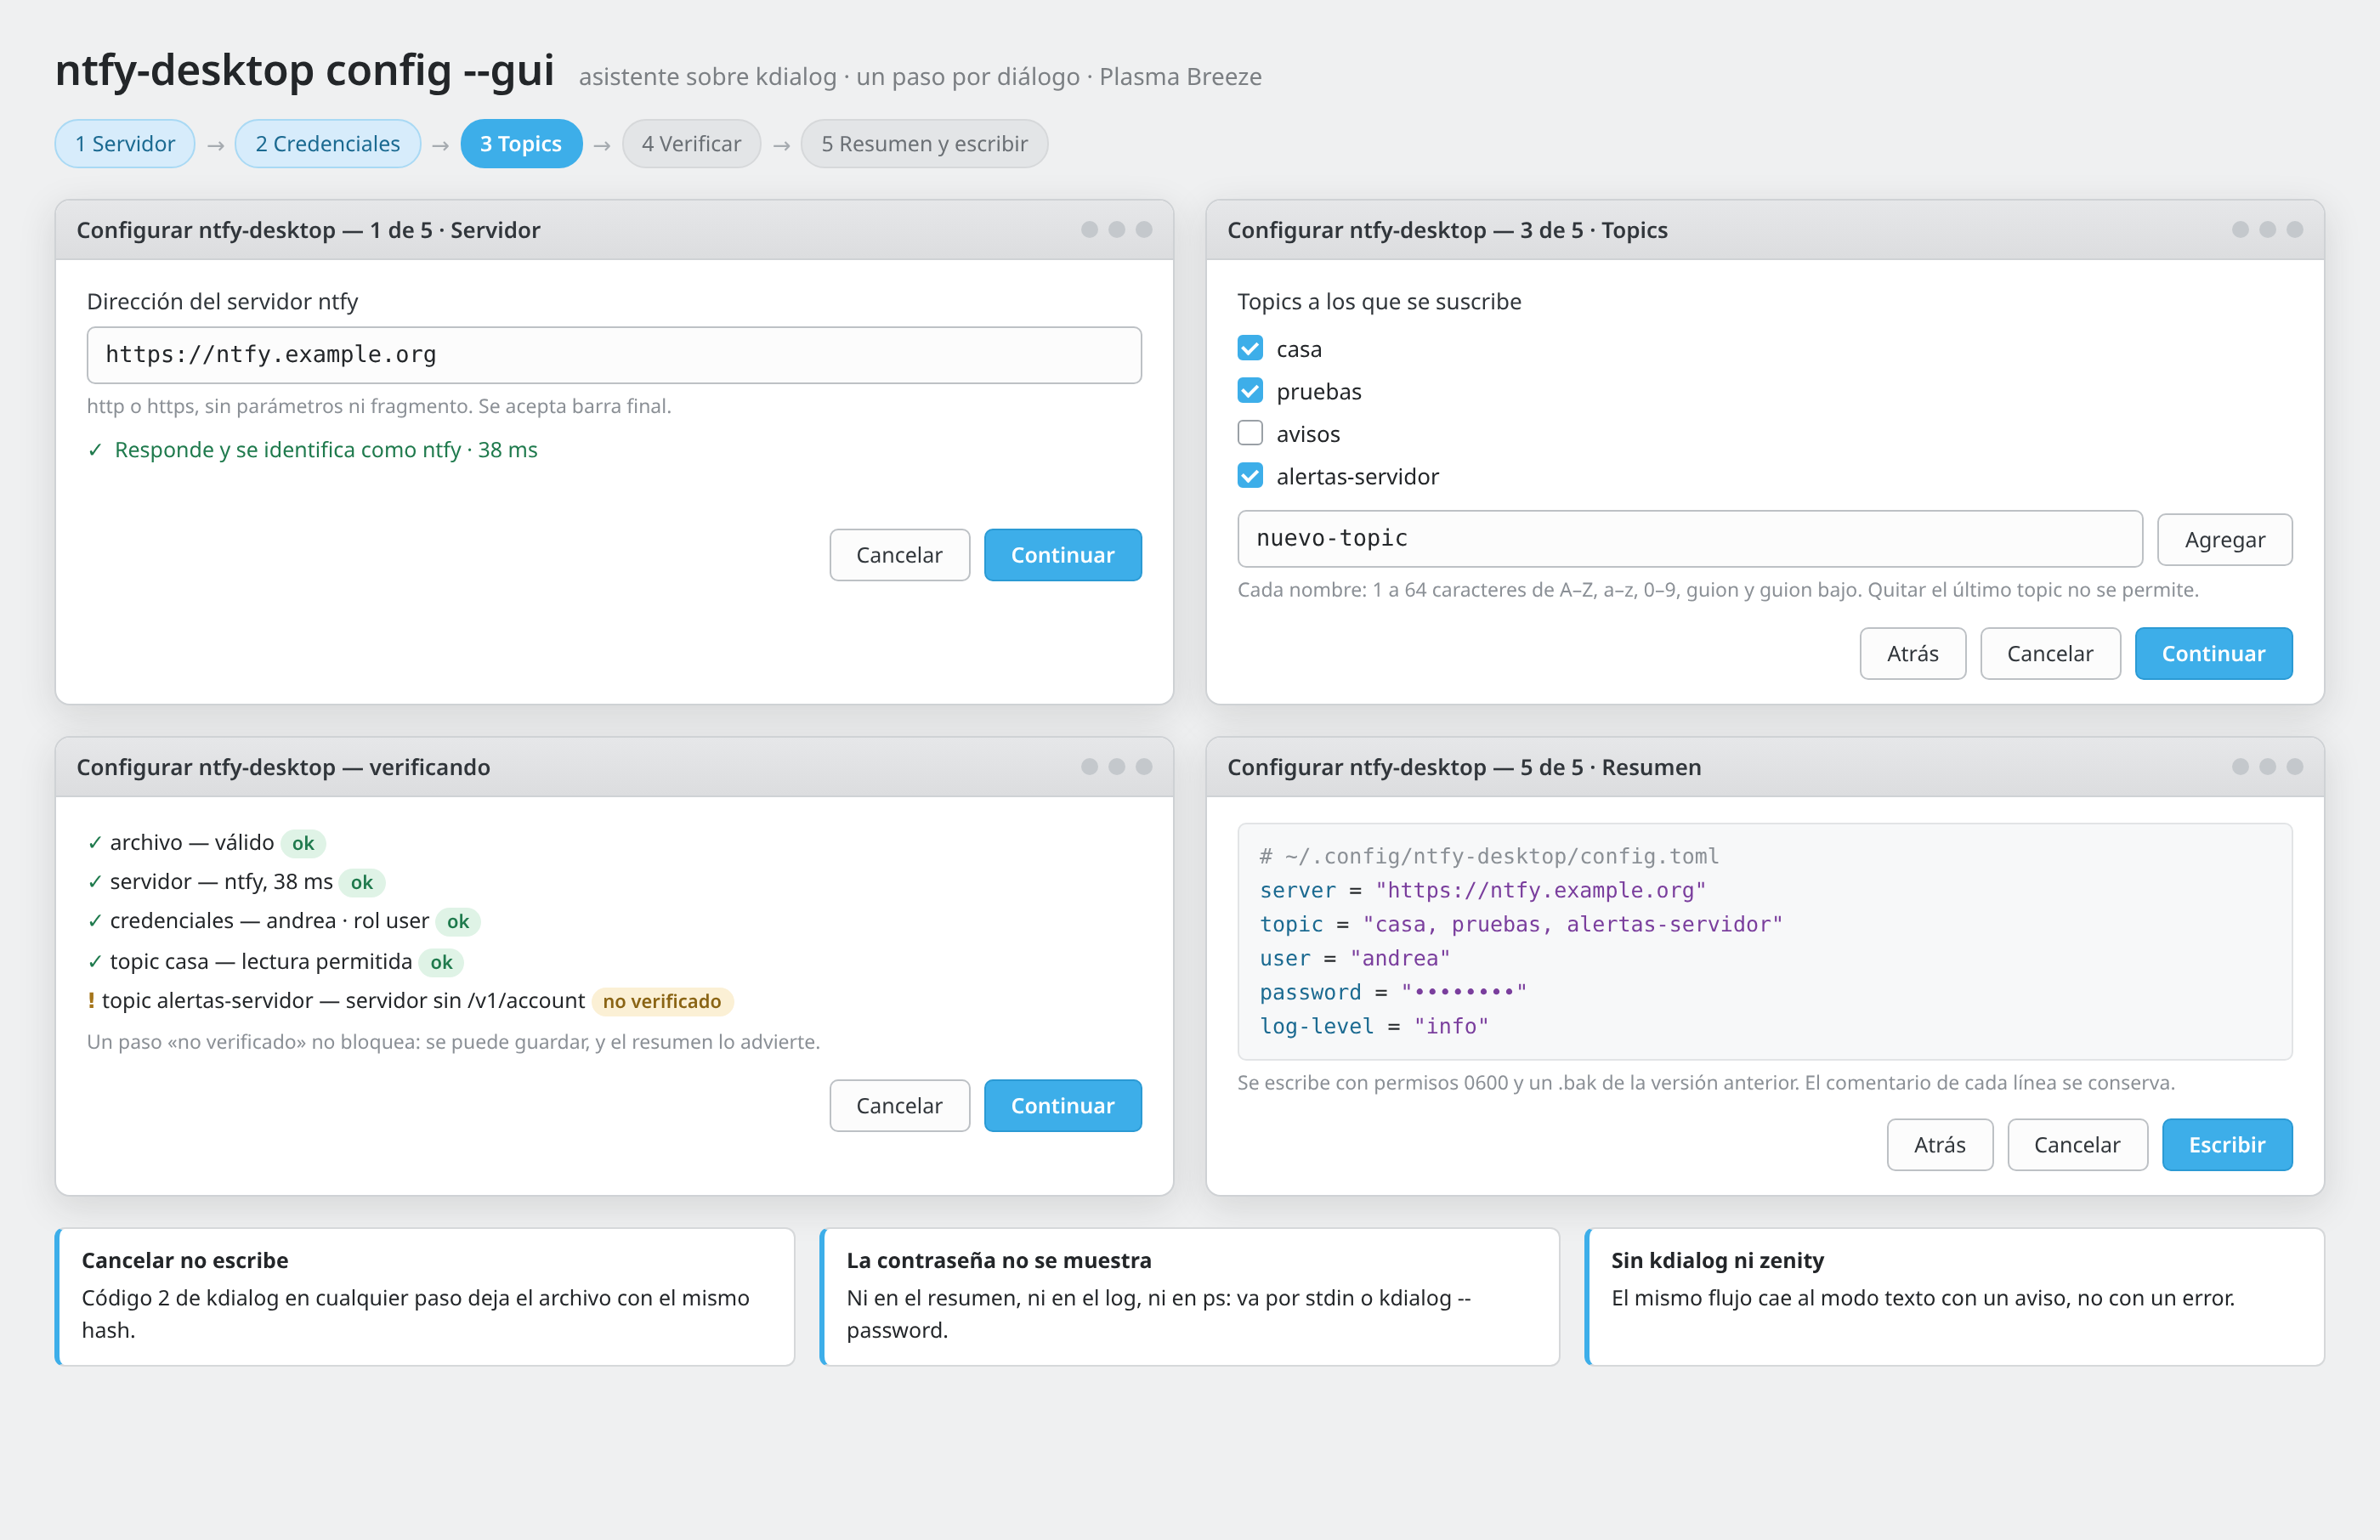 ntfy-desktop config --gui asistente sobre kdialog · un paso por diálogo · Plasma Breeze
1 Servidor → 2 Credenciales → 3 Topics → 4 Verificar → 5 Resumen y escribir
Configurar ntfy-desktop — 1 de 5 · Servidor
Dirección del servidor ntfy
https://ntfy.example.org
http o https, sin parámetros ni fragmento. Se acepta barra final.
✓ Responde y se identifica como ntfy · 38 ms
Cancelar Continuar
Configurar ntfy-desktop — 3 de 5 · Topics
Topics a los que se suscribe
casa
pruebas
avisos
alertas-servidor
nuevo-topic Agregar
Cada nombre: 1 a 64 caracteres de A–Z, a–z, 0–9, guion y guion bajo. Quitar el último topic no se permite.
Atrás Cancelar Continuar
Configurar ntfy-desktop — verificando
✓ archivo — válido ok
✓ servidor — ntfy, 38 ms ok
✓ credenciales — andrea · rol user ok
✓ topic casa — lectura permitida ok
! topic alertas-servidor — servidor sin /v1/account no verificado
Un paso «no verificado» no bloquea: se puede guardar, y el resumen lo advierte.
Cancelar Continuar
Configurar ntfy-desktop — 5 de 5 · Resumen
# ~/.config/ntfy-desktop/config.toml
server = "https://ntfy.example.org"
topic = "casa, pruebas, alertas-servidor"
user = "andrea"
password = "••••••••"
log-level = "info"
Se escribe con permisos 0600 y un .bak de la versión anterior. El comentario de cada línea se conserva.
Atrás Cancelar Escribir
Cancelar no escribe
Código 2 de kdialog en cualquier paso deja el archivo con el mismo
hash.
La contraseña no se muestra
Ni en el resumen, ni en el log, ni en ps: va por stdin o kdialog --
password.
Sin kdialog ni zenity
El mismo flujo cae al modo texto con un aviso, no con un error.